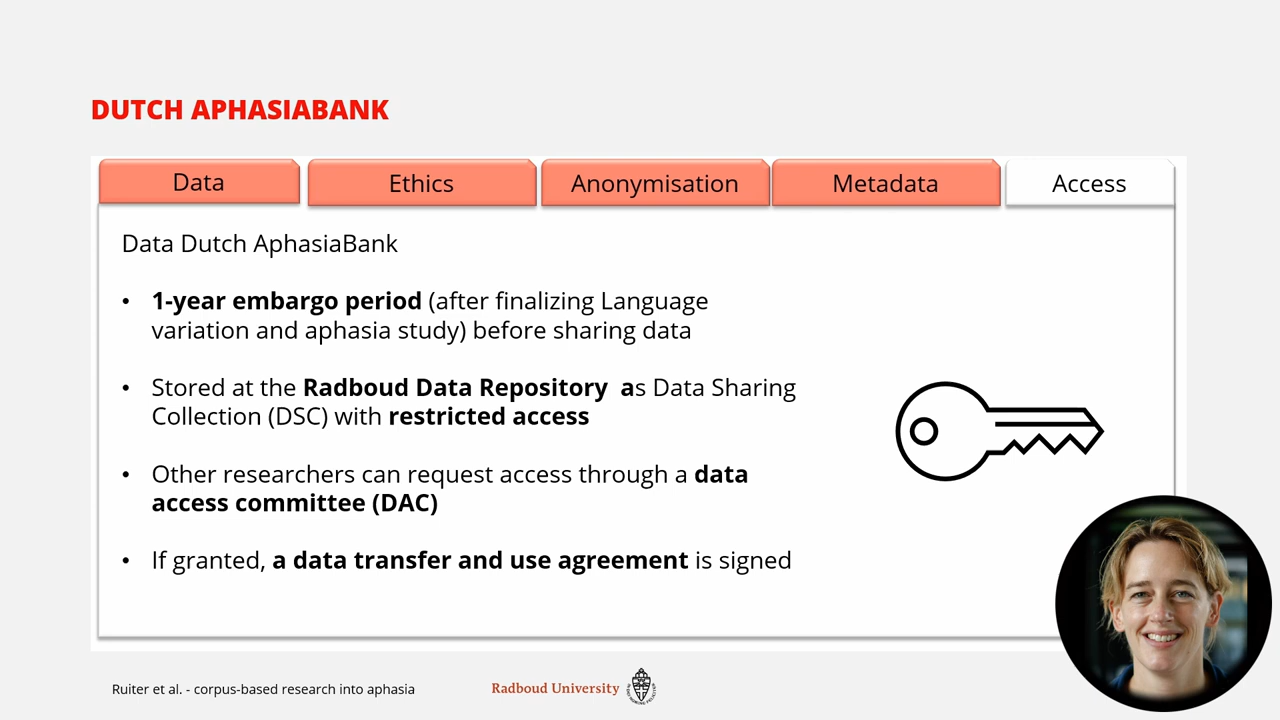 DUTCH APHASIABANK
Data
Ethics
Anonymisation
Metadata
Access
Data Dutch AphasiaBank
• 1-year embargo period (after finalizing Language
variation and aphasia study) before sharing data
• Stored at the Radboud Data Repository as Data Sharing
Collection (DSC) with restricted access
• Other researchers can request access through a data
access committee (DAC)
• If granted, a data transfer and use agreement is signed
Ruiter et al. - corpus-based research into aphasia
Radboud University